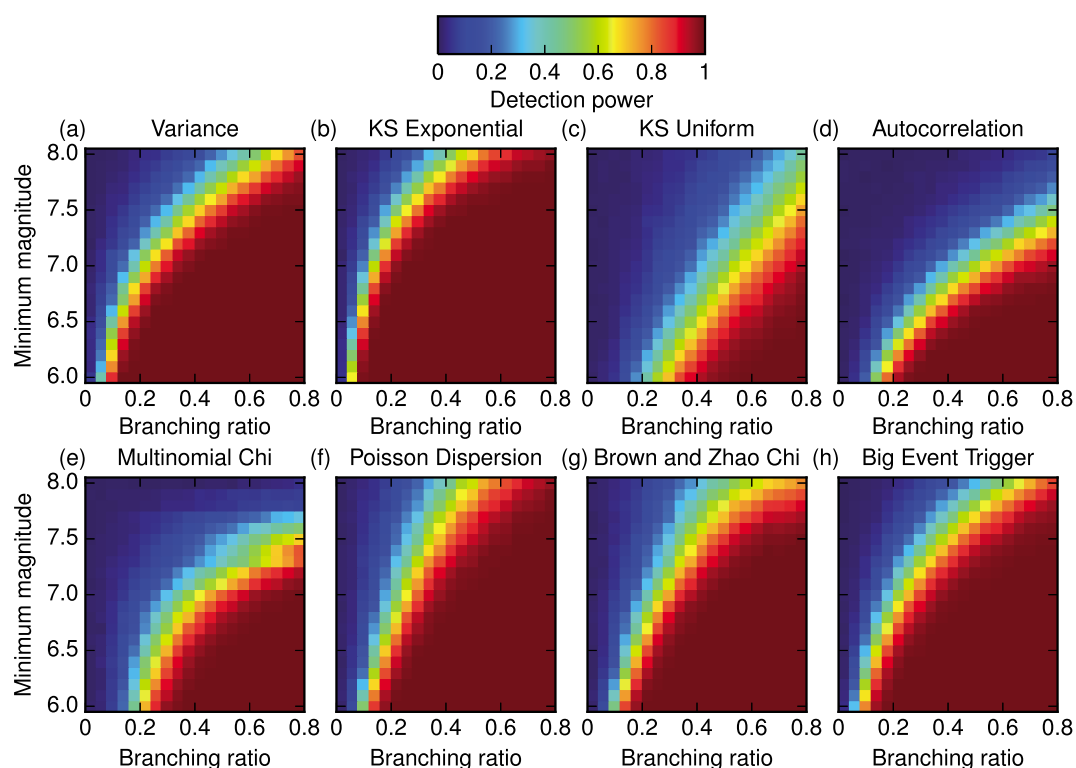 0 0.2 0.4 0.6 0.8 1
Detection power
(a) Variance (b) KS Exponential (c) KS Uniform (d) Autocorrelation
8.0
7.5
7.0
6.5
6.0
Minimum magnitude
0 0.2 0.4 0.6 0.8 0 0.2 0.4 0.6 0.8 0 0.2 0.4 0.6 0.8 0 0.2 0.4 0.6 0.8
Branching ratio Branching ratio Branching ratio Branching ratio
(e) Multinomial Chi (f) Poisson Dispersion (g) Brown and Zhao Chi (h) Big Event Trigger
8.0
7.5
7.0
6.5
6.0
Minimum magnitude
0 0.2 0.4 0.6 0.8 0 0.2 0.4 0.6 0.8 0 0.2 0.4 0.6 0.8 0 0.2 0.4 0.6 0.8
Branching ratio Branching ratio Branching ratio Branching ratio